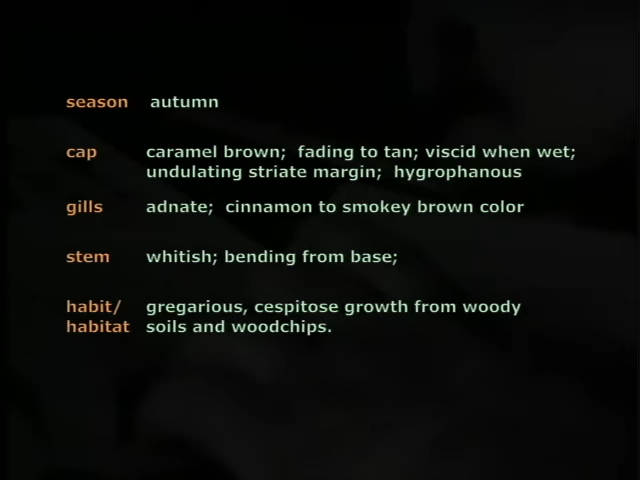 season autumn
cap caramel brown; fading to tan; viscid when wet;
undulating striate margin; hygrophanous
gills adnate; cinnamon to smokey brown color
stem whitish; bending from base;
habit/ gregarious, cespitose growth from woody
habitat soils and woodchips.